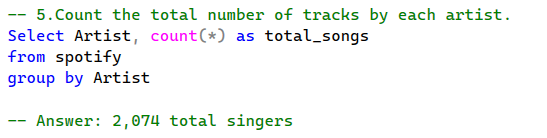 -- 5.Count the total number of tracks by each artist.
Select Artist, count(*) as total_songs
from spotify
group by Artist
-- Answer: 2,074 total singers